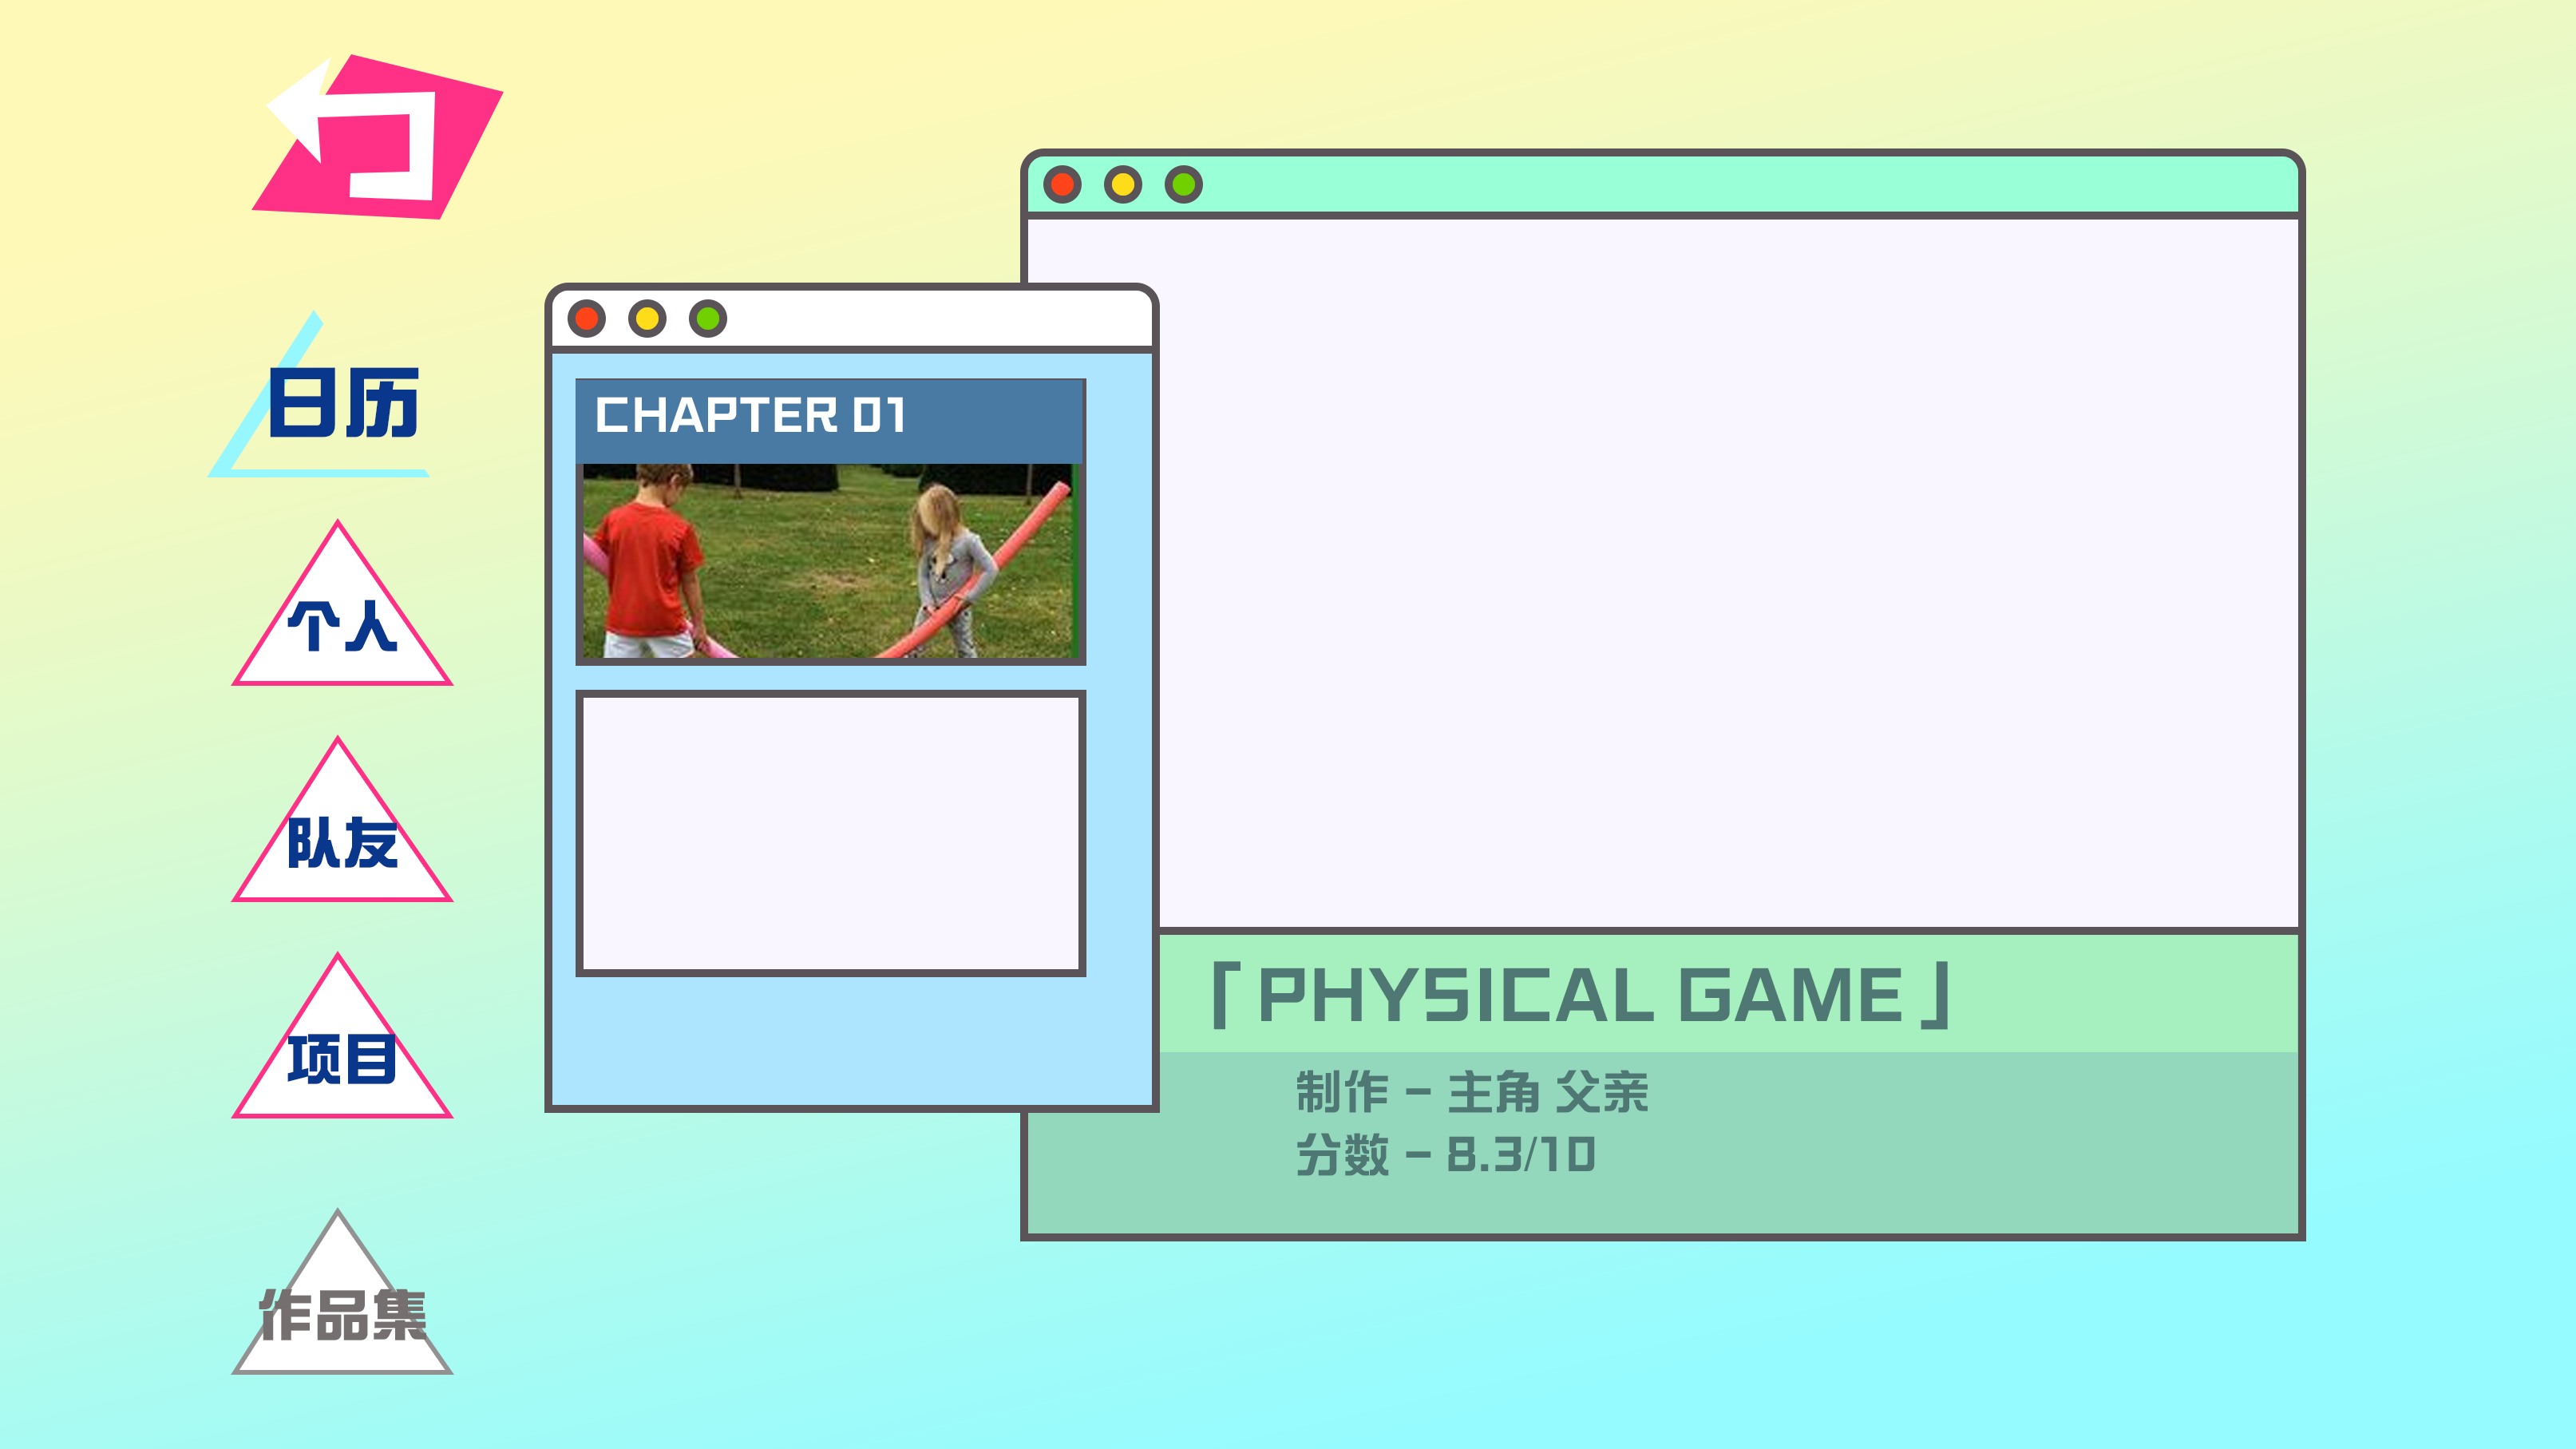 日历
个人
队友
项目
作品集
CHAPTER 01
「PHYSICAL GAME」
制作 - 主角 父亲
分数 - 8.3/10